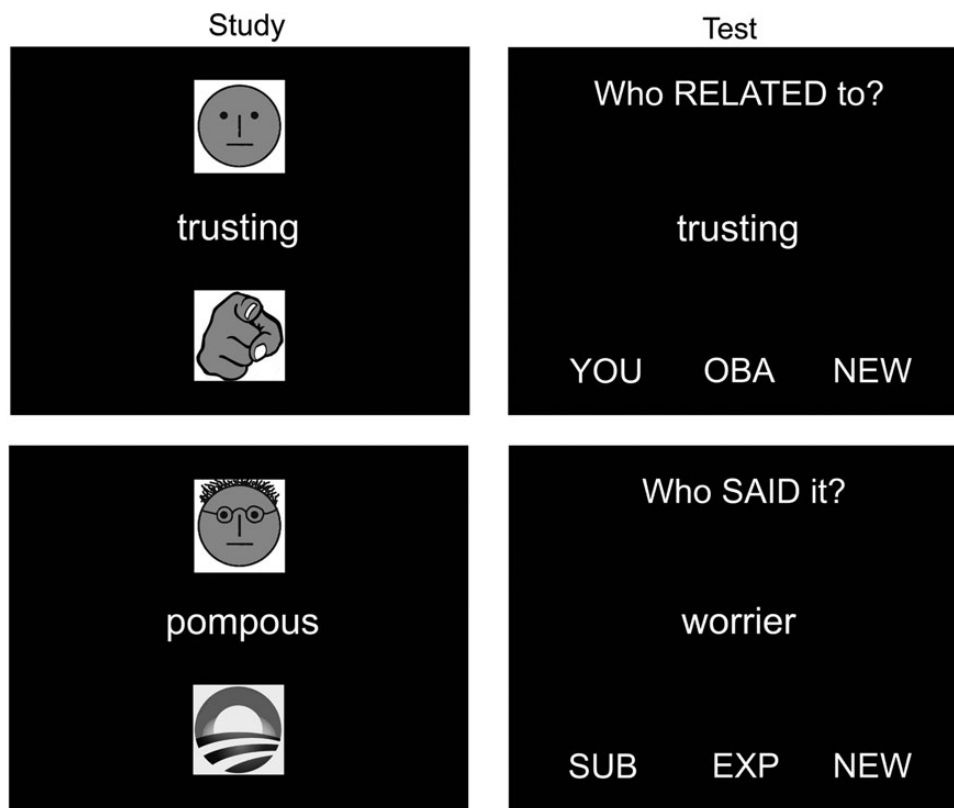 Study
trusting
pompous
Test
Who RELATED to?
trusting
YOU OBA NEW
Who SAID it?
worrier
SUB EXP NEW